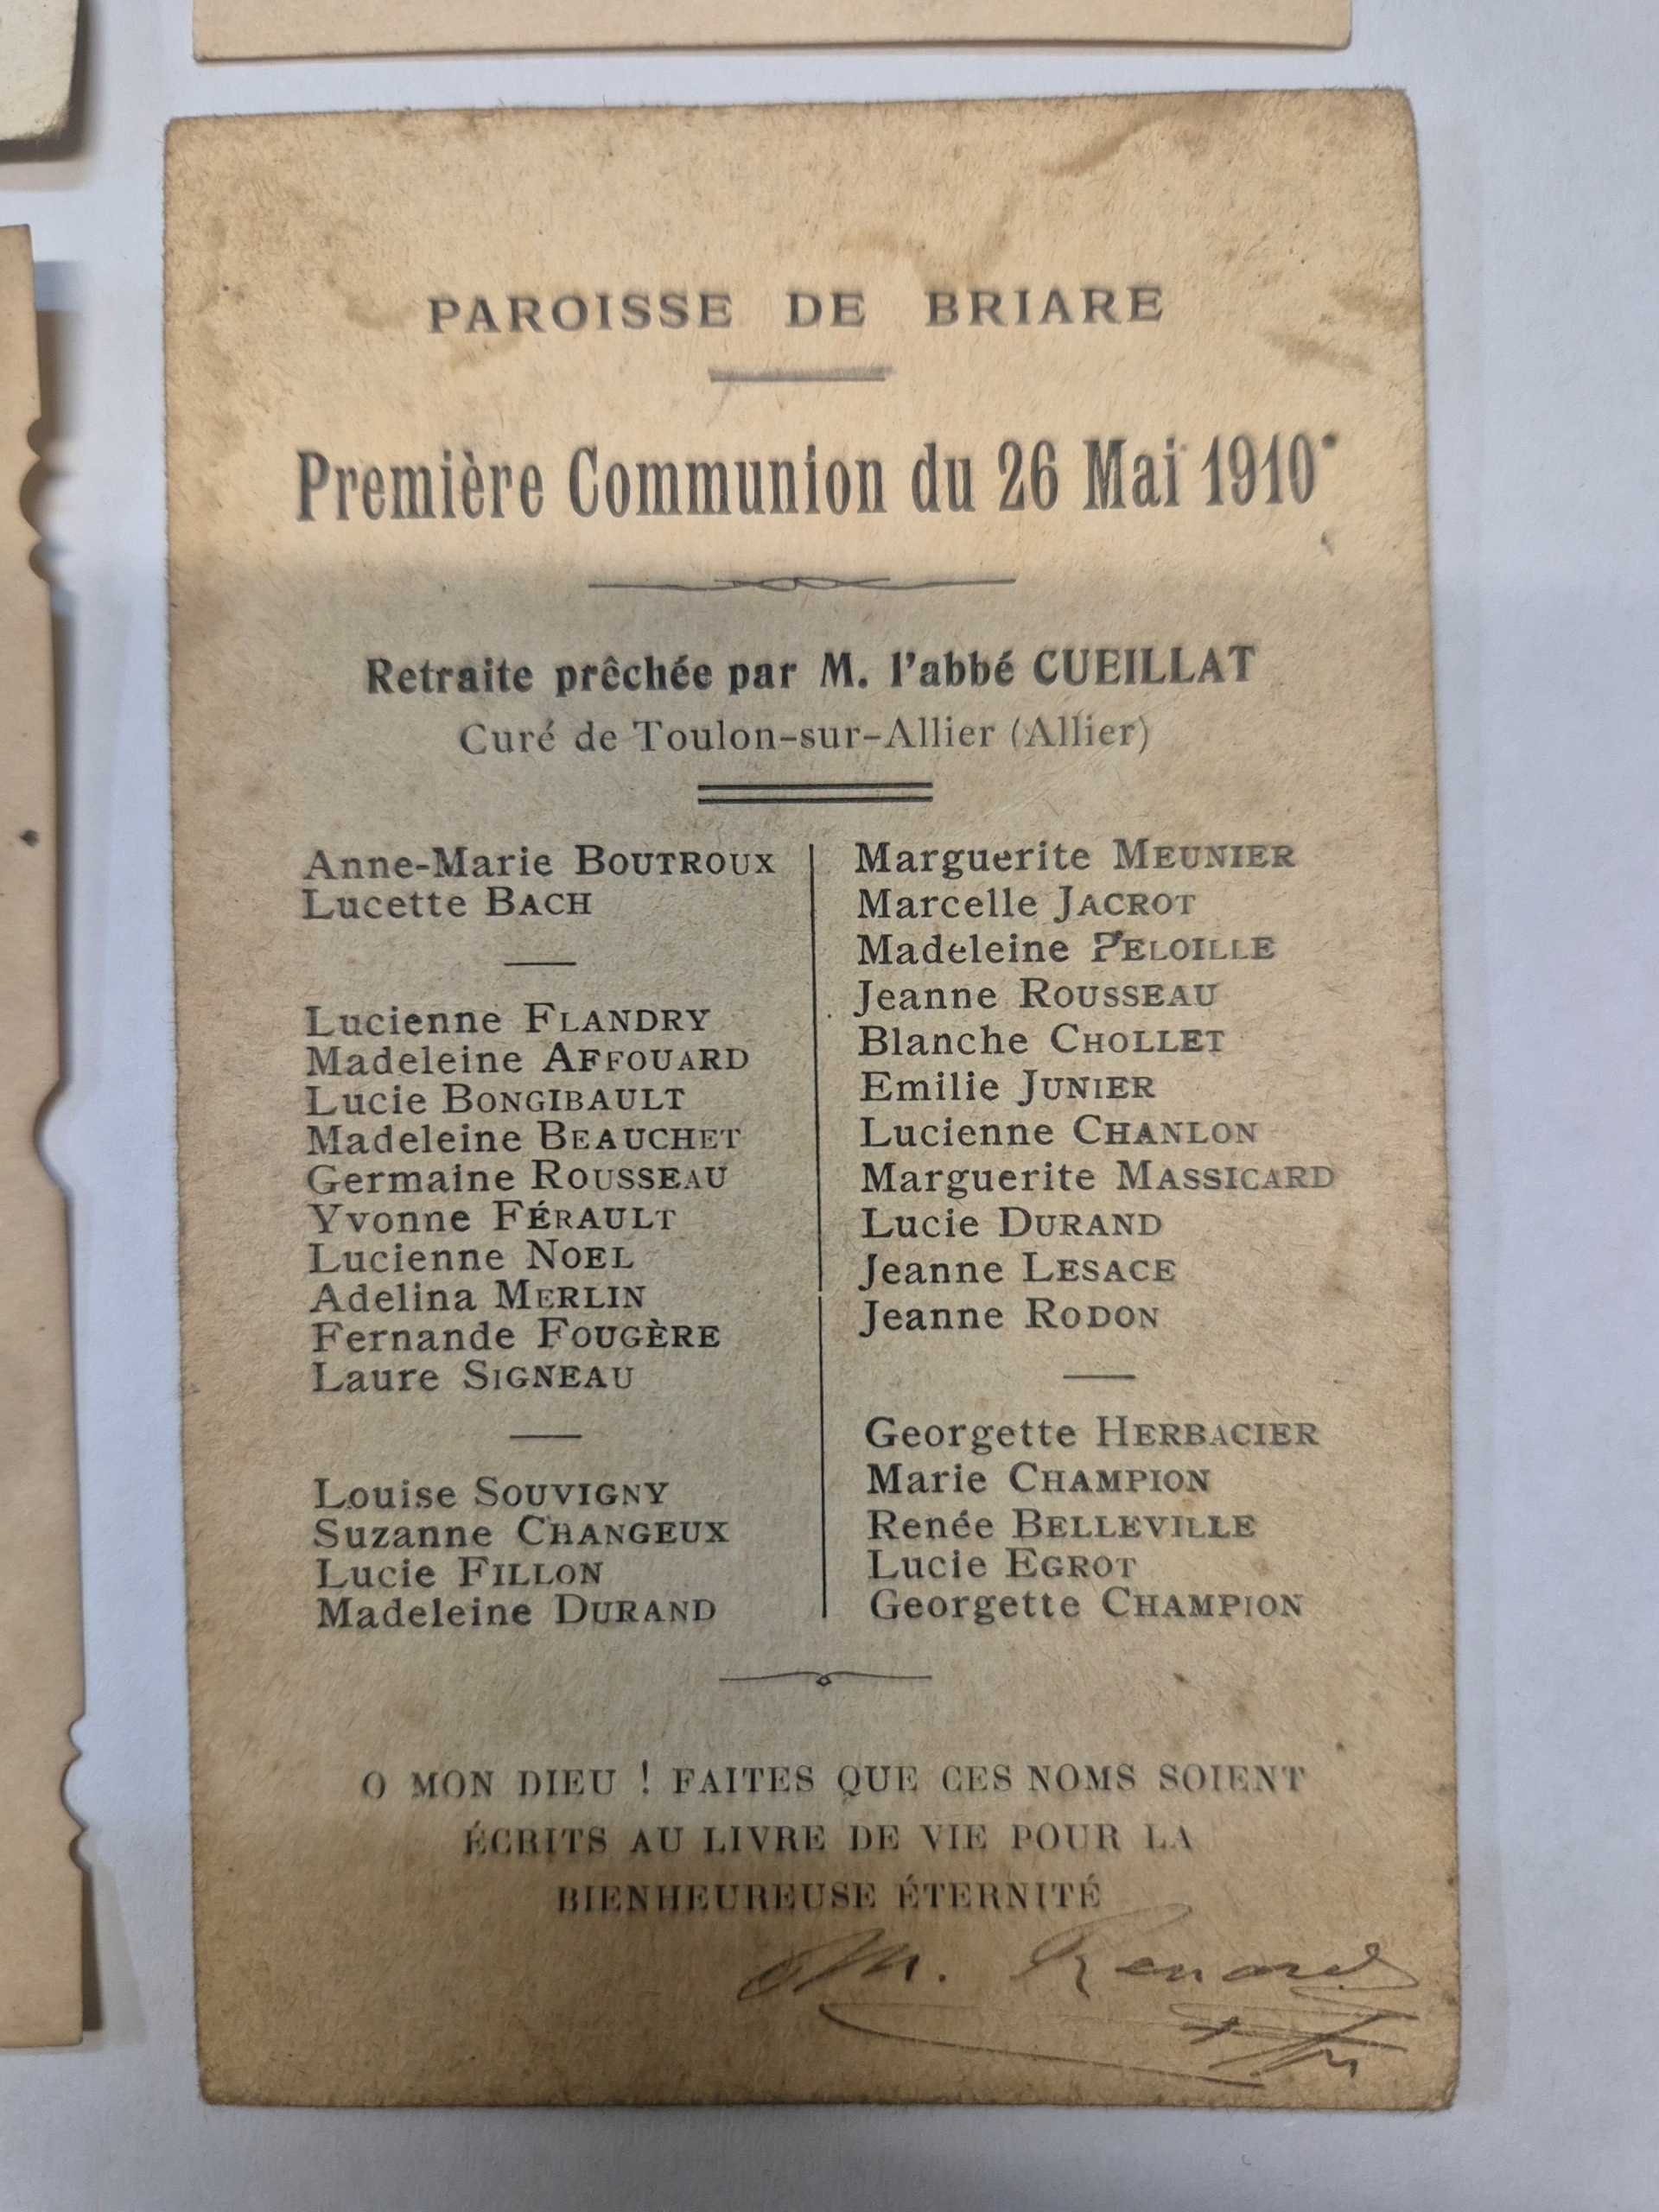 PAROISSE DE BRIARE
Première Communion du 26 Mai 1910
Retraite prêchée par M. l'abbé CUEILLAT
Curé de Toulon-sur-Allier (Allier)
Anne-Marie BOUTROUX
Lucette BACH
Lucienne FLANDRY
Madeleine AFFOUARD
Lucie BONGIBAULT
Madeleine BEAUCHET
Germaine ROUSSEAU
Yvonne FÉRAULT
Lucienne NOEL
Adelina MERLIN
Fernande FOUGÈRE
Laure SIGNEAU
Louise SOUVIGNY
Suzanne CHANGEUX
Lucie FILLON
Madeleine DURAND
Marguerite MEUNIER
Marcelle JACROT
Madeleine PELOILLE
Jeanne ROUSSEAU
Blanche CHOLLET
Emilie JUNIER
Lucienne CHANLON
Marguerite MASSICARD
Lucie DURAND
Jeanne LESAGE
Jeanne RODON
Georgette HERBACIER
Marie CHAMPION
Renée BELLEVILLE
Lucie EGROT
Georgette CHAMPION
O MON DIEU ! FAITES QUE CES NOMS SOIENT
ÉCRITS AU LIVRE DE VIE POUR LA
BIENHEUREUSE ÉTERNITÉ
M. Renard